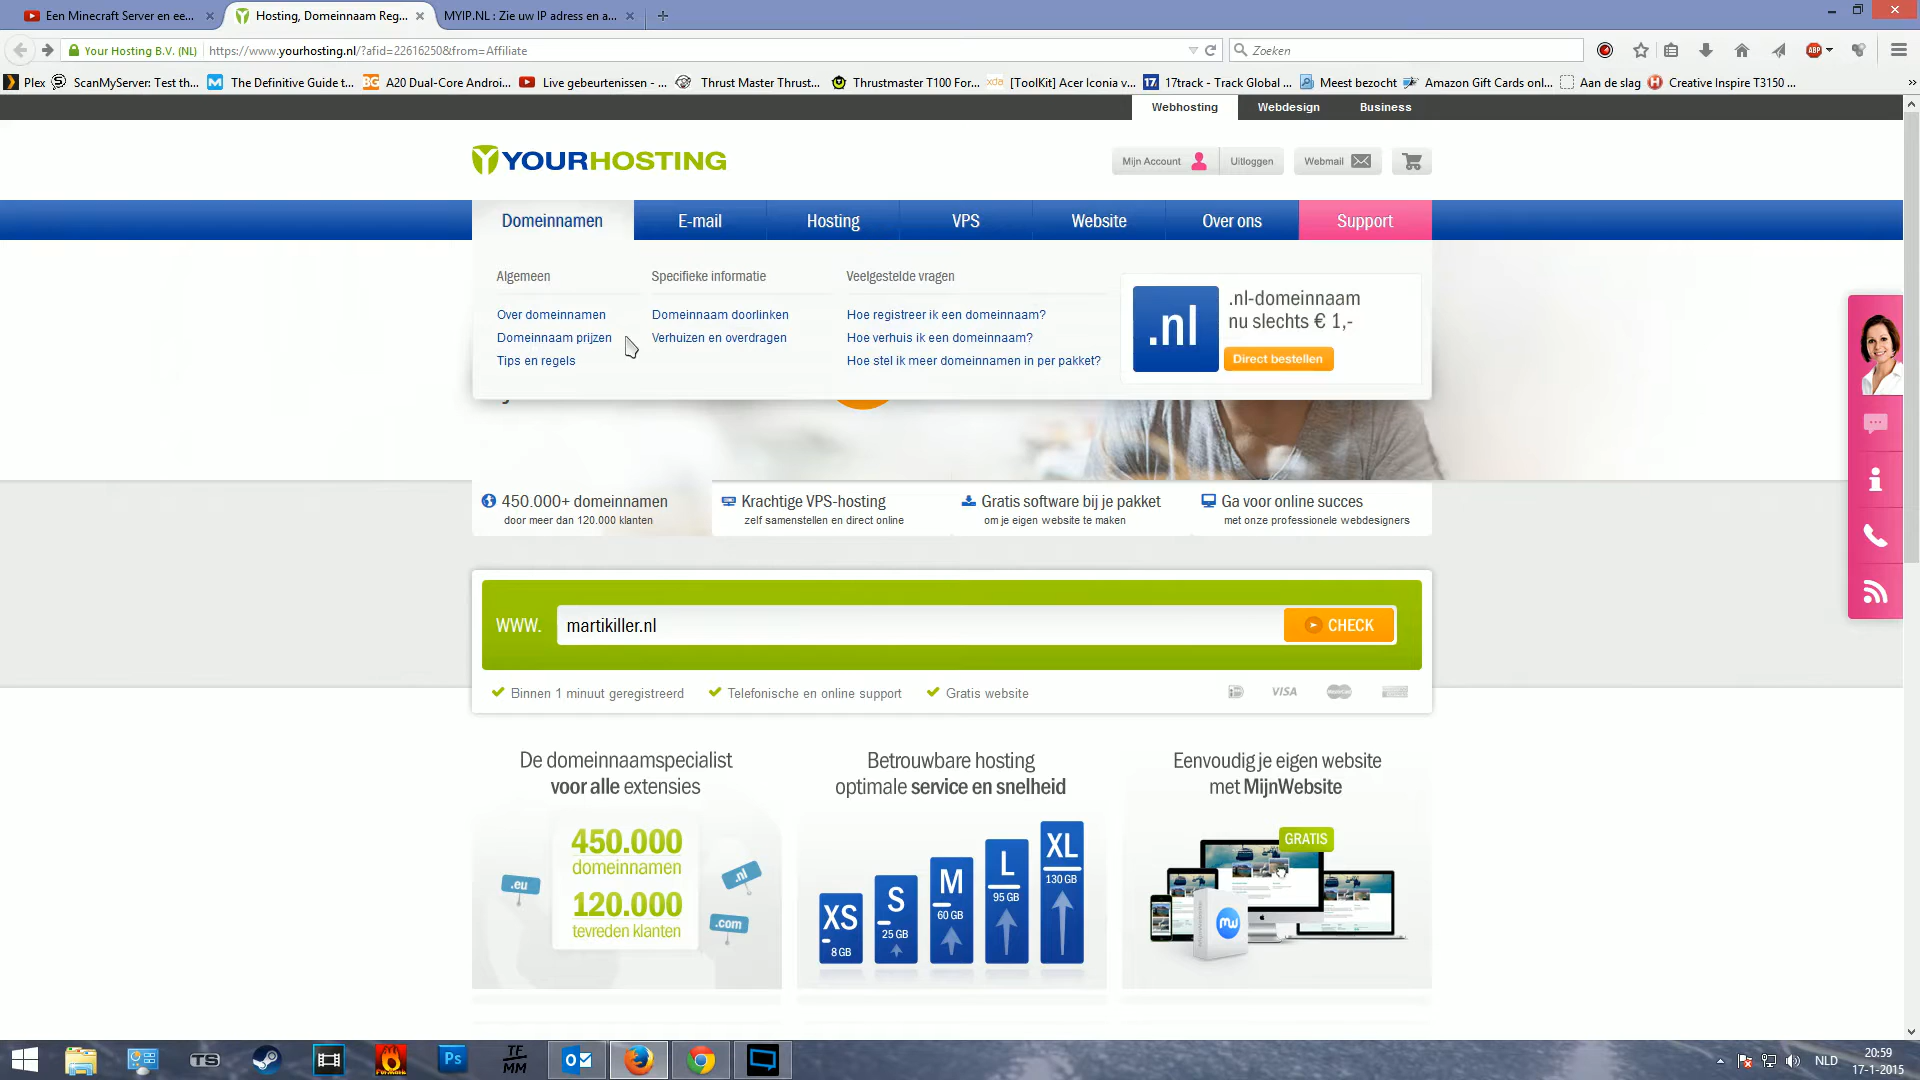 Een Minecraft Server en ee...
Hosting, Domeinnaam Reg...
MYIP.NL : Zie uw IP adress en a...
Your Hosting B.V. (NL)
https://www.yourhosting.nl/?afid=22616250&from=Affiliate
Zoeken
ABP
Plex
ScanMyServer: Test th...
The Definitive Guide t...
A20 Dual-Core Androi...
Live gebeurtenissen - ...
Thrust Master Thrust...
Thrustmaster T100 For...
[ToolKit] Acer Iconia v...
17track - Track Global ...
Meest bezocht
Amazon Gift Cards onl...
Aan de slag
Creative Inspire T3150 ...
Webhosting
Webdesign
Business
YOURHOSTING
Mijn Account
Uitloggen
Webmail
Domeinnamen
E-mail
Hosting
VPS
Website
Over ons
Support
Algemeen
Over domeinnamen
Domeinnaam prijzen
Tips en regels
Specifieke informatie
Domeinnaam doorlinken
Verhuizen en overdragen
Veelgestelde vragen
Hoe registreer ik een domeinnaam?
Hoe verhuis ik een domeinnaam?
Hoe stel ik meer domeinnamen in per pakket?
.nl
.nl-domeinnaam
nu slechts € 1,-
Direct bestellen
450.000+ domeinnamen
door meer dan 120.000 klanten
Krachtige VPS-hosting
zelf samenstellen en direct online
Gratis software bij je pakket
om je eigen website te maken
Ga voor online succes
met onze professionele webdesigners
WWW.
martikiller.nl
CHECK
Binnen 1 minuut geregistreerd
Telefonische en online support
Gratis website
VISA
De domeinnaamspecialist
voor alle extensies
450.000
domeinnamen
120.000
tevreden klanten
.eu
.nl
.com
Betrouwbare hosting
optimale service en snelheid
XS
8 GB
S
25 GB
M
60 GB
L
95 GB
XL
130 GB
Eenvoudig je eigen website
met MijnWebsite
GRATIS
mw
TS
Ps
TE
MM
NLD
20:59
17-1-2015